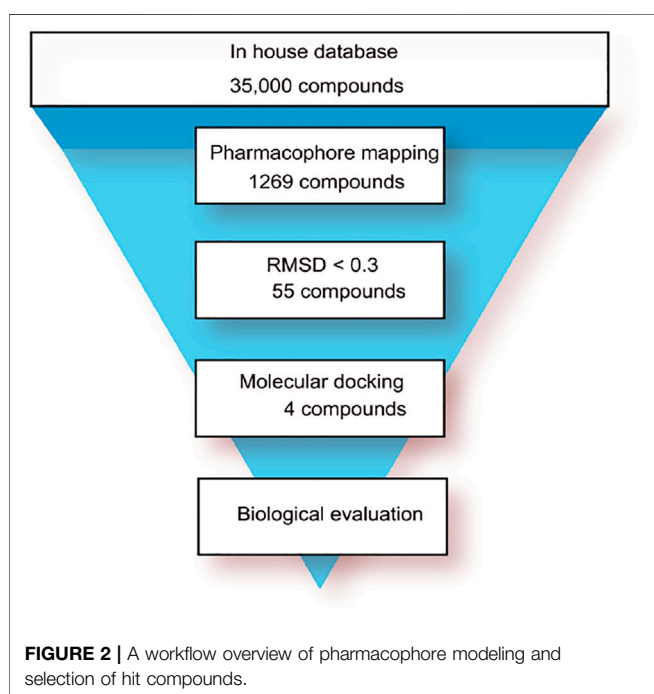 In house database
35,000 compounds
Pharmacophore mapping
1269 compounds
RMSD < 0.3
55 compounds
Molecular docking
4 compounds
Biological evaluation
FIGURE 2 | A workflow overview of pharmacophore modeling and
selection of hit compounds.